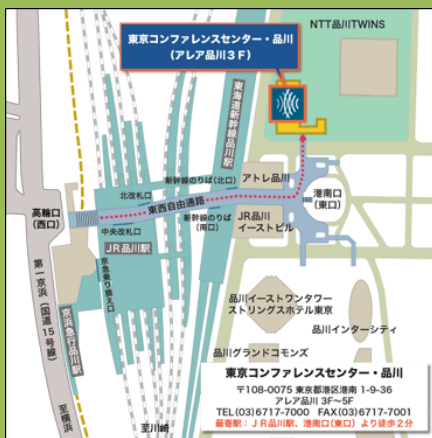 NTT品川TWINS
東京コンファレンスセンター・品川
(アレア品川3F)
東海道新幹線品川駅
アトレ品川
新幹線のりば(北口)
北改札口
東西自由通路
港南口
(東口)
高輪口
(西口)
新幹線のりば
(南口)
JR品川
イーストビル
中央改札口
JR品川駅
京急乗り換え口
第一京浜(国道15号線)
京浜急行品川駅
品川イーストワンタワー
ストリングスホテル東京
品川インターシティ
品川グランドコモンズ
至横浜
至川崎
東京コンファレンスセンター・品川
〒108-0075 東京都港区港南 1-9-36
アレア品川 3F〜5F
TEL(03)6717-7000 FAX(03)6717-7001
最寄駅:JR品川駅、港南口(東口)より徒歩2分